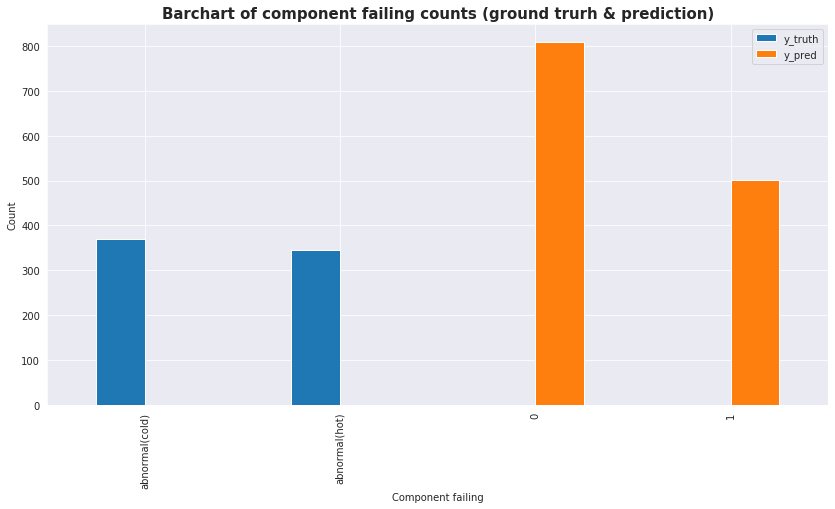 Barchart of component failing counts (ground trurh & prediction)
y_truth
y_pred
800
700
600
500
400
300
200
100
0
Count
abnormal(cold)
abnormal(hot)
0
1
Component failing